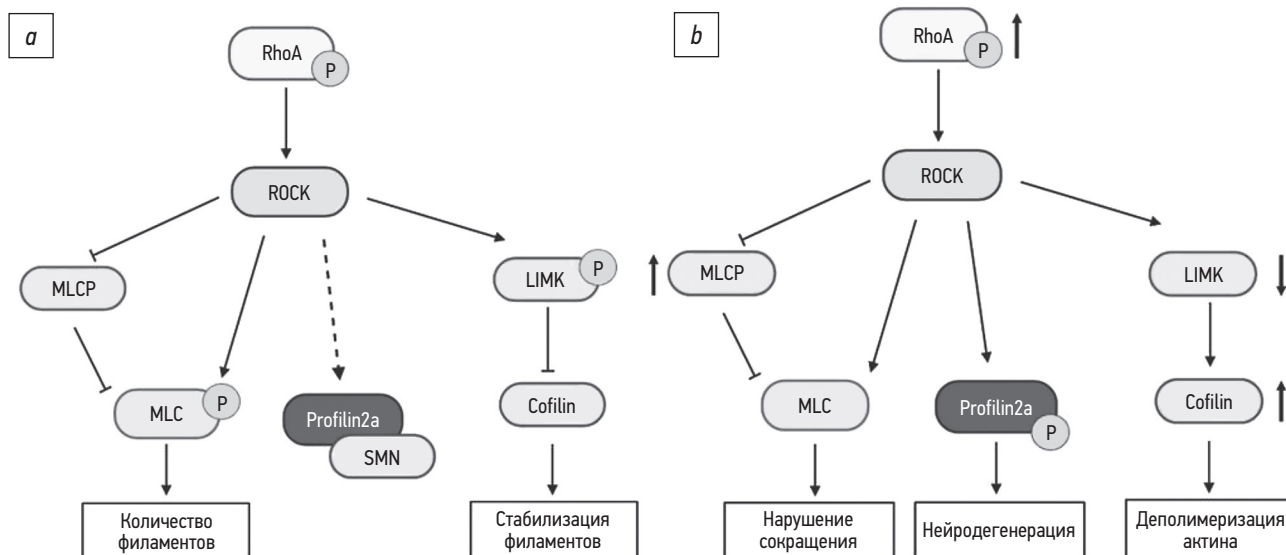 a
RhoA
P
ROCK
MLCP
LIMK
P
MLC
P
Profilin2a
SMN
Cofilin
Количество
филаментов
Стабилизация
филаментов
b
RhoA
P
ROCK
MLCP
LIMK
MLC
Profilin2a
P
Cofilin
Нарушение
сокращения
Нейродегенерация
Деполимеризация
актина